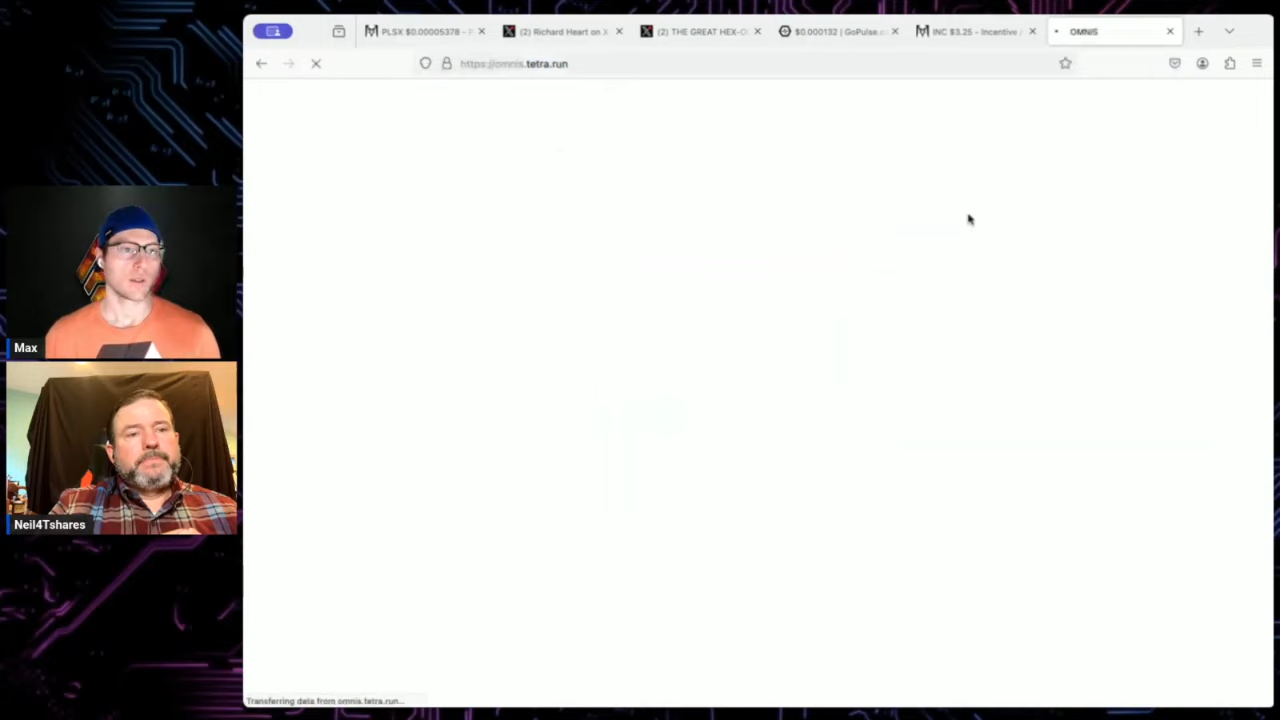 PLSX $0.00005378 - P
(2) Richard Heart on X
(2) THE GREAT HEX-O
$0.000132 | GoPulse.c
INC $3.25 - Incentive /
OMNIS
https://omnis.tetra.run
Max
Neil4Tshares
Transferring data from omnis.tetra.run...